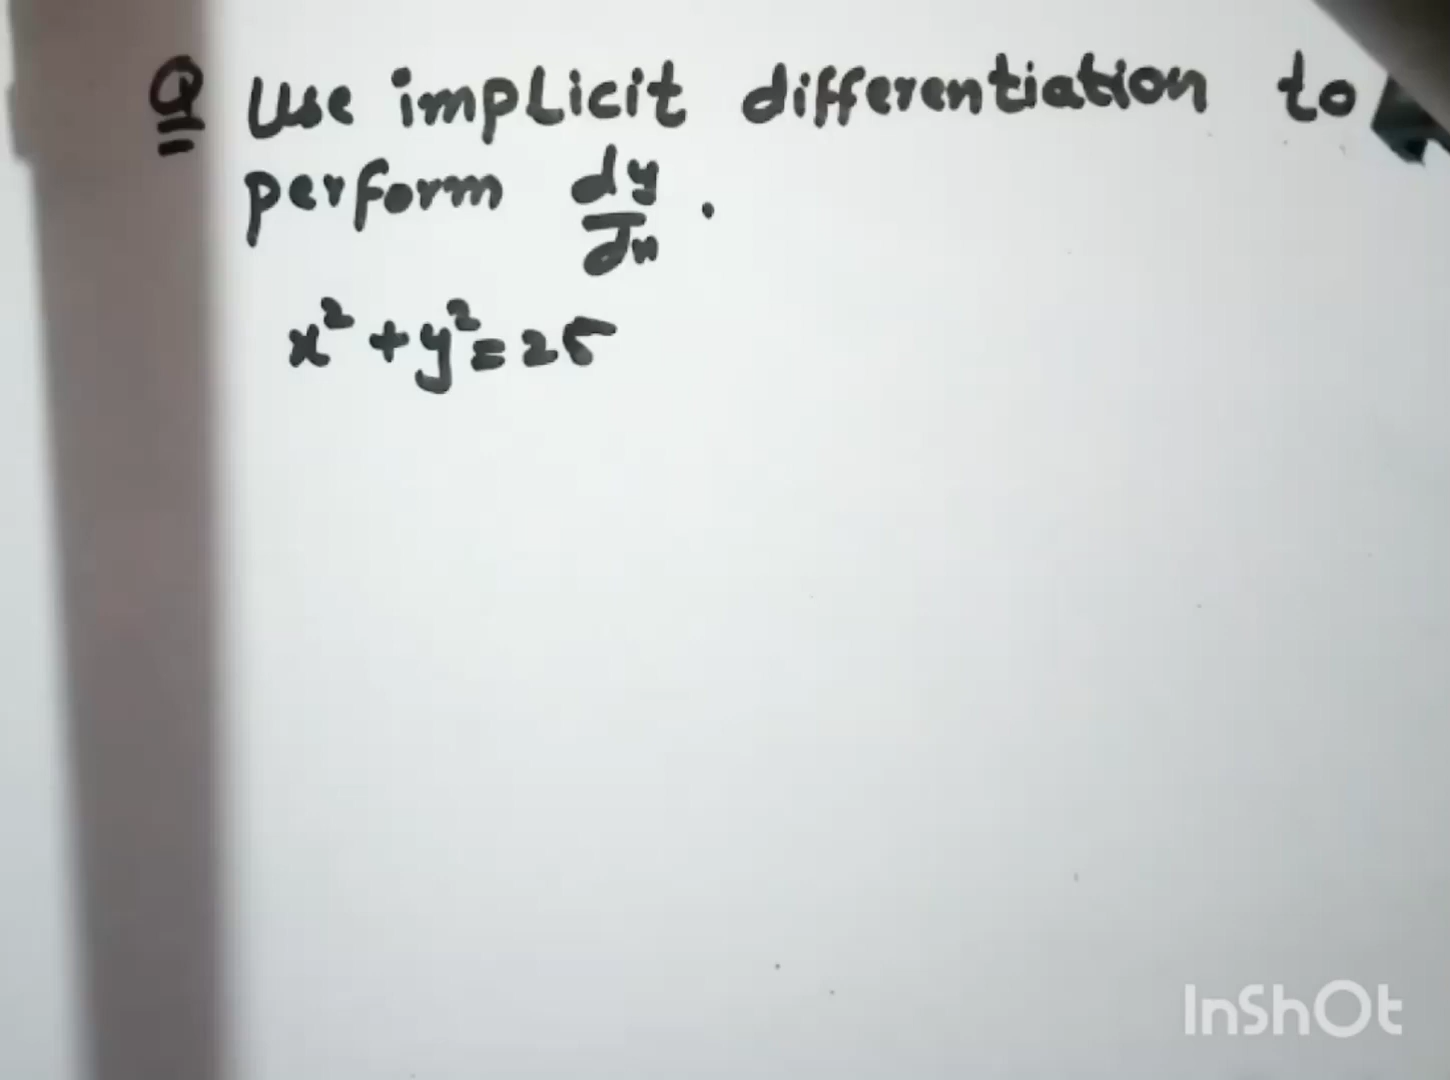 Q Use implicit differentiation to
perform dy/dx .
x² + y² = 25
InShOt